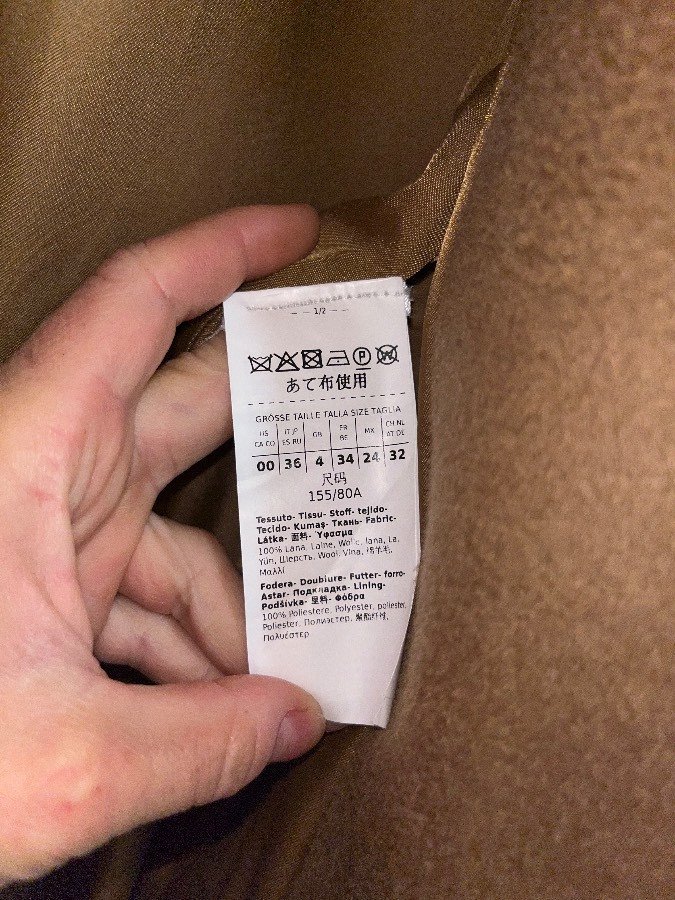 1/2
P W
あて布使用
GRÖSSE TAILLE TALLA SIZE TAGLIA
US CA CO IT JP ES RU GB FR BE MX CH NL AT DE
00 36 4 34 24 32
尺码
155/80A
Tessuto- Tissu- Stoff- tejido-
Tecido- Kumaş- Ткань- Fabric-
Látka- 面料- Ύφασμα
100% Lana, Laine, Wolle, lana, La,
Yün, Шерсть, Wool, Vlna, 绵羊毛,
Μαλλί
Fodera- Doublure- Futter- forro-
Astar- Подкладка- Lining-
Podšívka- 里料- Φόδρα
100% Poliestere, Polyester, poliester,
Poliester, Полиэстер, 聚酯纤维,
Πολυέστερ